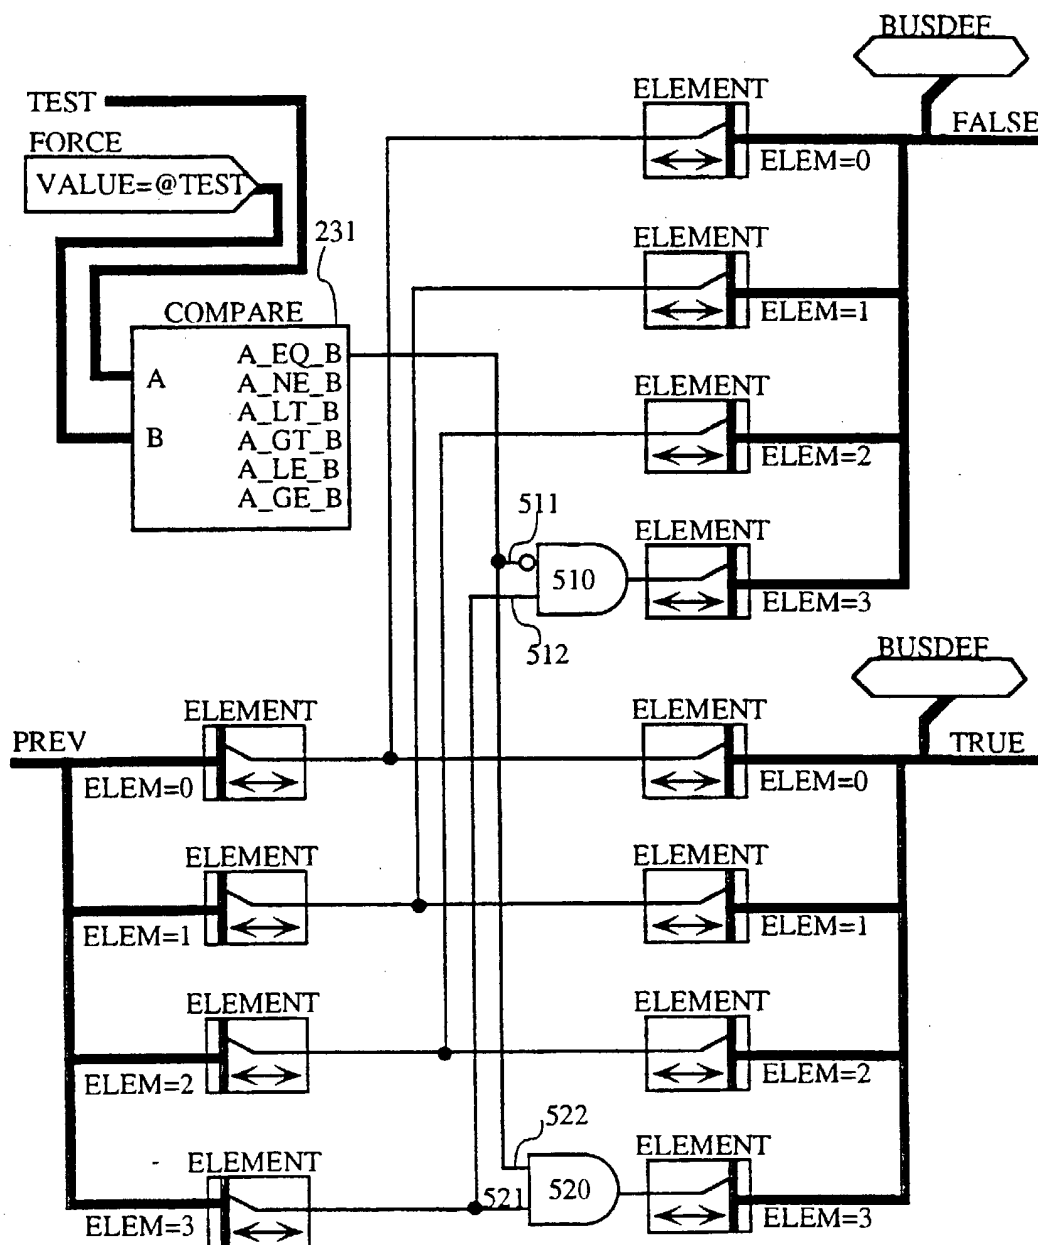 BUSDEF
ELEMENT
TEST
FALSE
FORCE
ELEM=0
VALUE=@TEST
231
ELEMENT
COMPARE
ELEM=1
A_EQ_B
A
A_NE_B
A_LT_B
ELEMENT
B
A_GT_B
ELEM=2
A_LE_B
A_GE_B
511
ELEMENT
510
ELEM=3
512
BUSDEF
ELEMENT
ELEMENT
PREV
TRUE
ELEM=0
ELEM=0
ELEMENT
ELEMENT
ELEM=1
ELEM=1
ELEMENT
ELEMENT
ELEM=2
ELEM=2
522
ELEMENT
ELEMENT
521
520
ELEM=3
ELEM=3